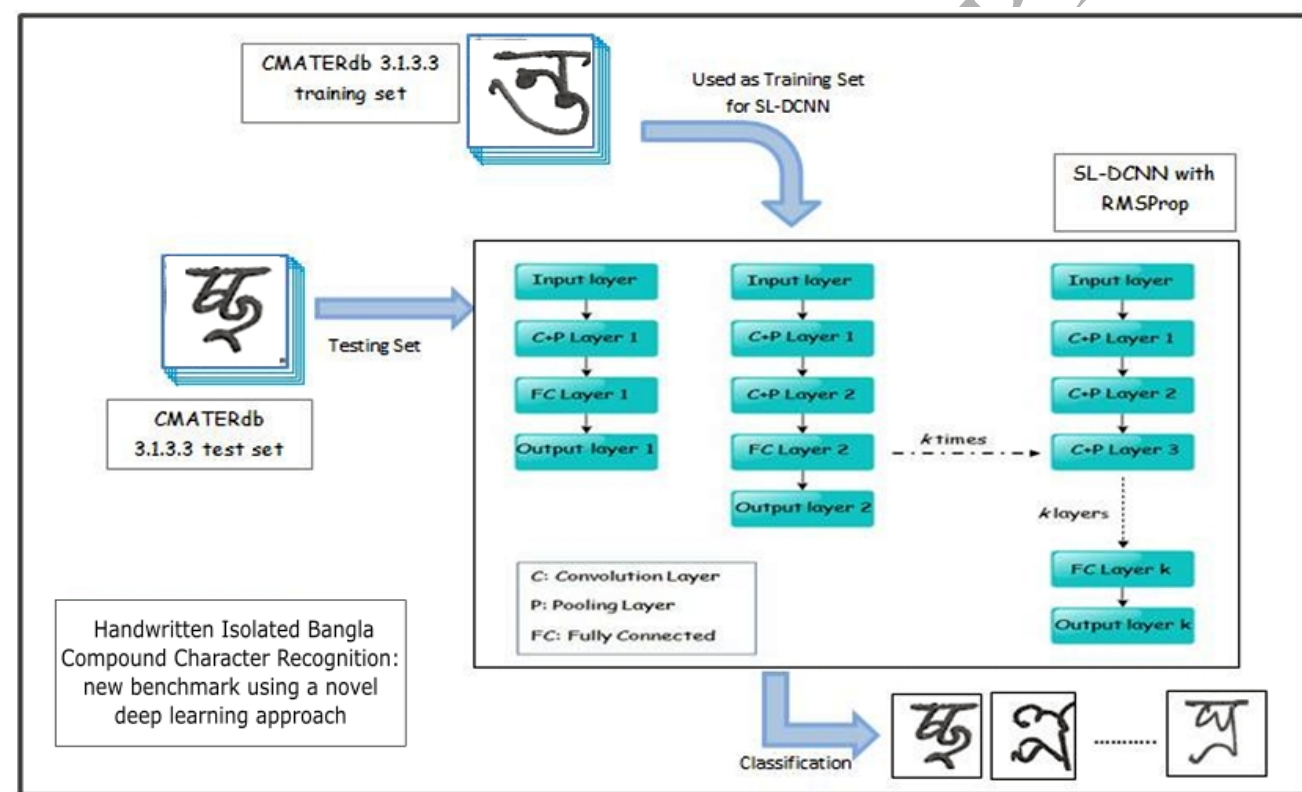 CMATERdb 3.1.3.3
training set
Used as Training Set
for SL-DCNN
SL-DCNN with
RMSProp
Testing Set
CMATERdb
3.1.3.3 test set
Input layer
C+P Layer 1
FC Layer 1
Output layer 1
Input layer
C+P Layer 1
C+P Layer 2
FC Layer 2
Output layer 2
k times
Input layer
C+P Layer 1
C+P Layer 2
C+P Layer 3
k layers
FC Layer k
Output layer k
C: Convolution Layer
P: Pooling Layer
FC: Fully Connected
Handwritten Isolated Bangla
Compound Character Recognition:
new benchmark using a novel
deep learning approach
Classification
...........